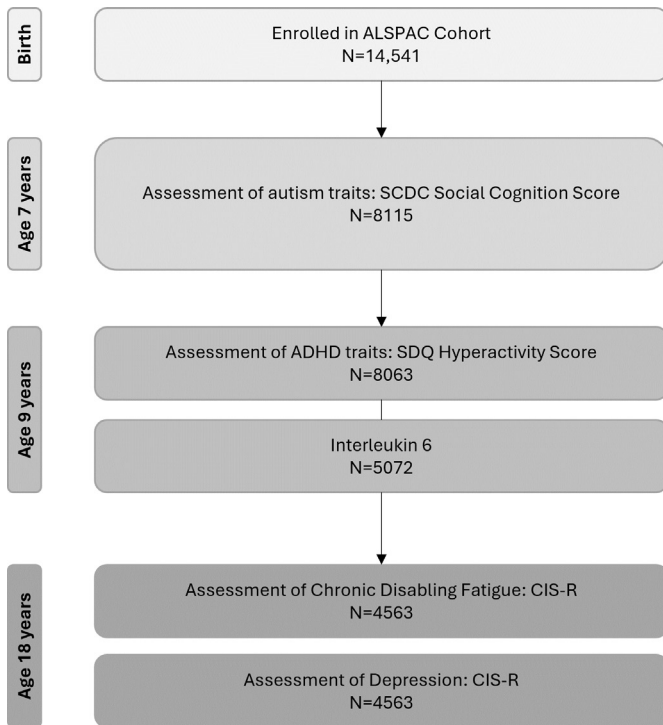 Birth
Enrolled in ALSPAC Cohort
N=14,541
Age 7 years
Assessment of autism traits: SCDC Social Cognition Score
N=8115
Age 9 years
Assessment of ADHD traits: SDQ Hyperactivity Score
N=8063
Interleukin 6
N=5072
Age 18 years
Assessment of Chronic Disabling Fatigue: CIS-R
N=4563
Assessment of Depression: CIS-R
N=4563